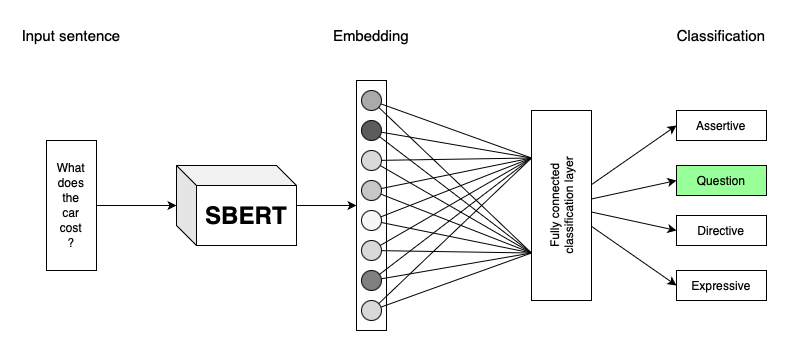 Input sentence
Embedding
Classification
What
does
the
car
cost
?
SBERT
Fully connected
classification layer
Assertive
Question
Directive
Expressive